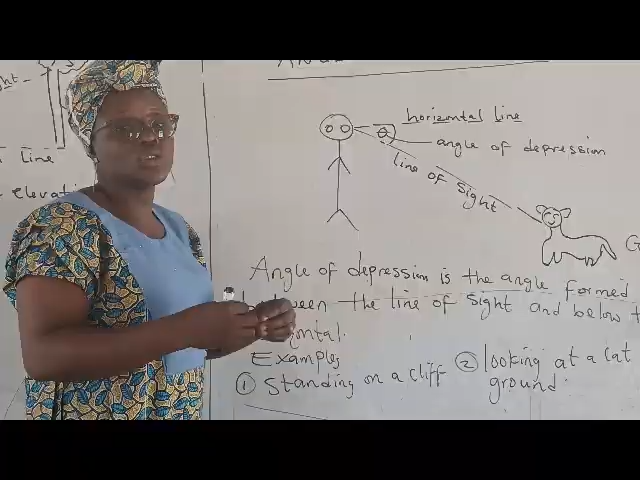 horizontal line
angle of depression
line of sight
line
elevati
Angle of depression is the angle formed
the line of sight and below
Examples
① Standing on a cliff
② looking at a cat
ground.